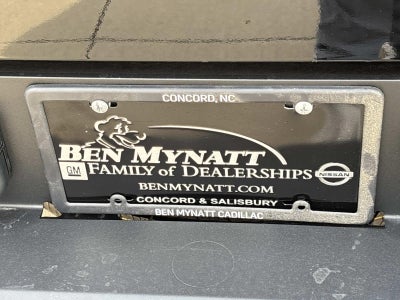 CONCORD, NC
BEN MYNATT
GM FAMILY OF DEALERSHIPS NISSAN
BENMYNATT.COM
CONCORD & SALISBURY
BEN MYNATT CADILLAC